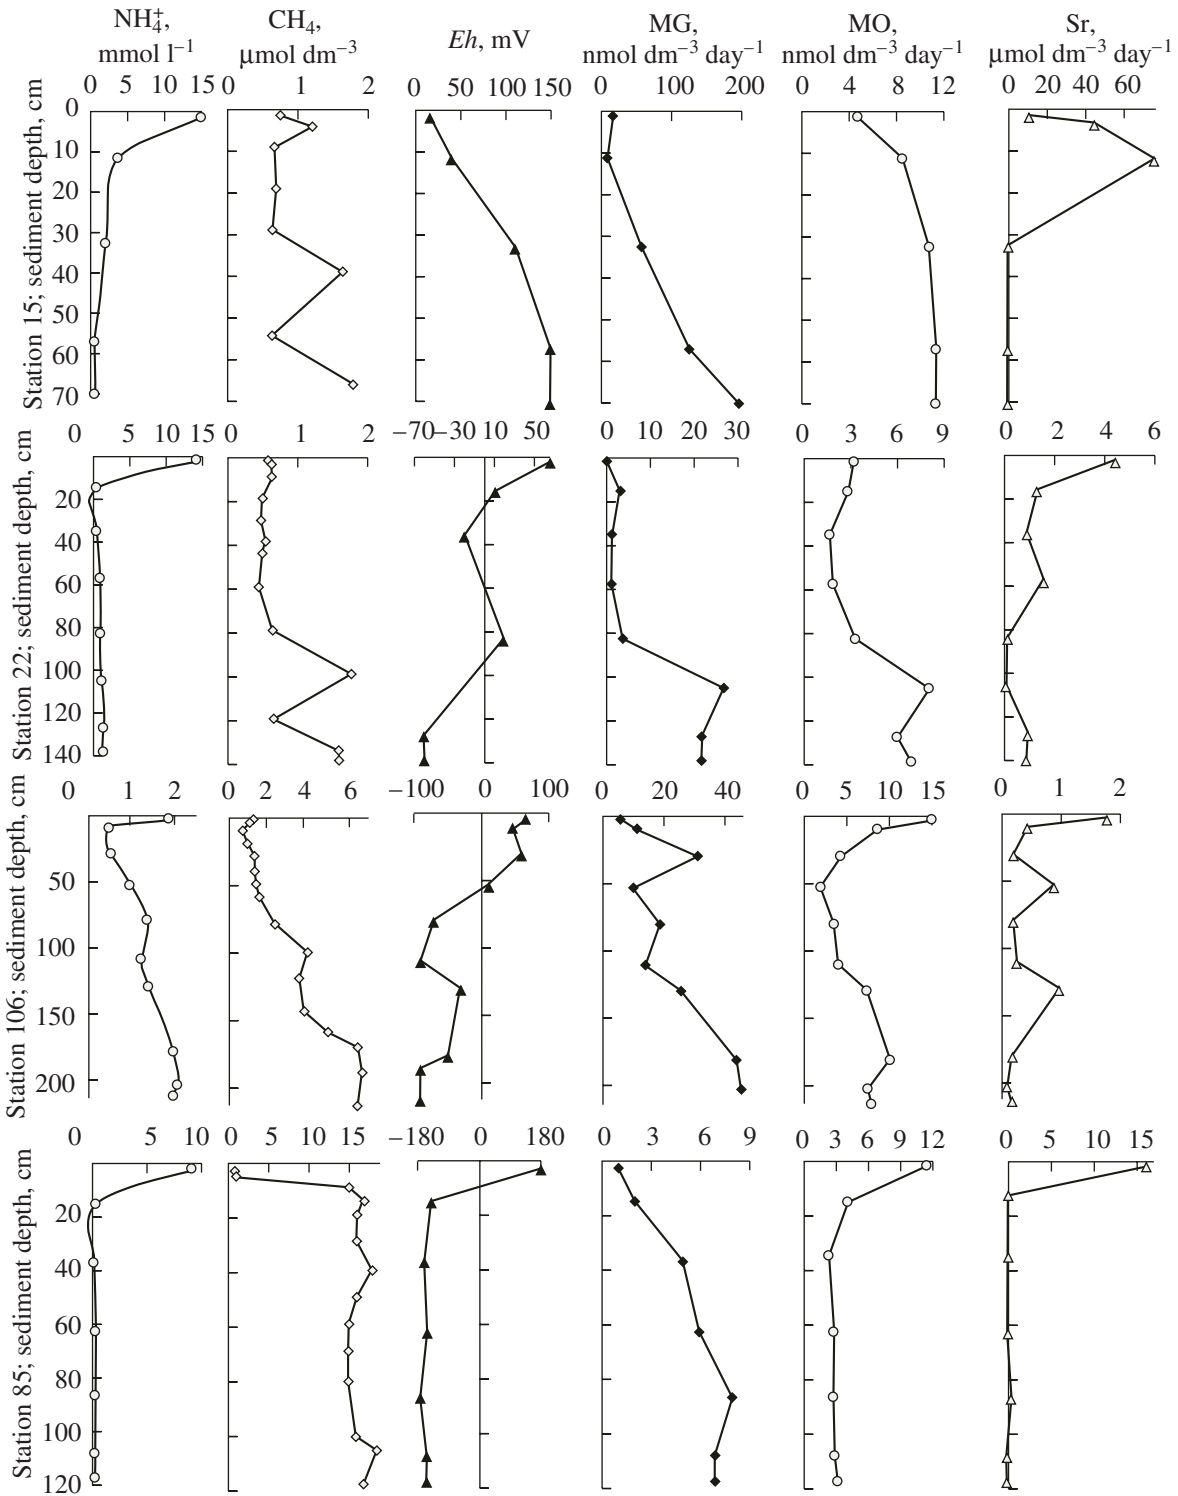 NH₄⁺, CH₄, Eh, mV MG, MO, Sr,
mmol l⁻¹ μmol dm⁻³ nmol dm⁻³ day⁻¹ nmol dm⁻³ day⁻¹ μmol dm⁻³ day⁻¹
0 5 10 15 0 1 2 0 50 100 150 0 100 200 0 4 8 12 0 20 40 60
Station 15; sediment depth, cm
0
10
20
30
40
50
60
70
0 5 10 15 0 1 2 −70 −30 10 50 0 10 20 30 0 3 6 9 0 2 4 6
Station 22; sediment depth, cm
20
40
60
80
100
120
140
0 1 2 0 2 4 6 −100 0 100 0 20 40 0 5 10 15 0 1 2
Station 106; sediment depth, cm
50
100
150
200
0 5 10 0 5 10 15 −180 0 180 0 3 6 9 0 3 6 9 12 0 5 10 15
Station 85; sediment depth, cm
20
40
60
80
100
120